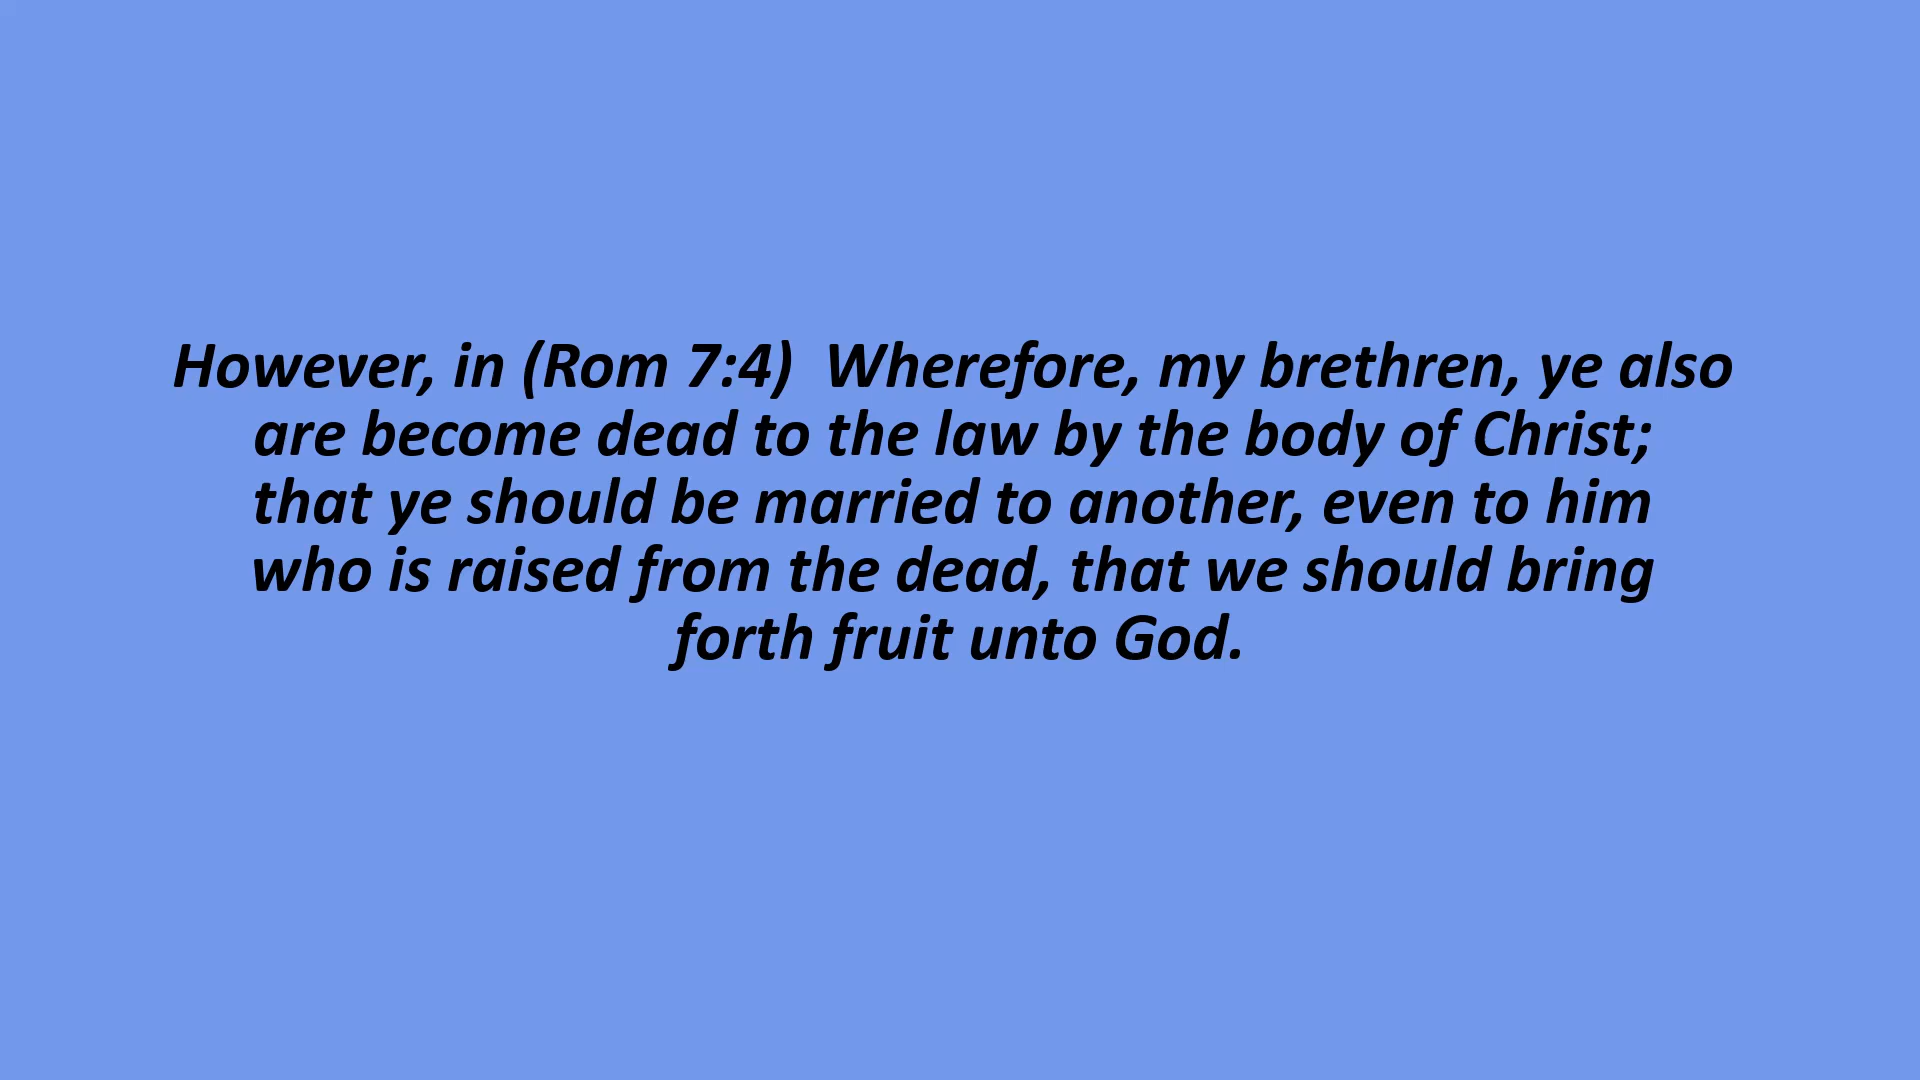 However, in (Rom 7:4)  Wherefore, my brethren, ye also
are become dead to the law by the body of Christ;
that ye should be married to another, even to him
who is raised from the dead, that we should bring
forth fruit unto God.